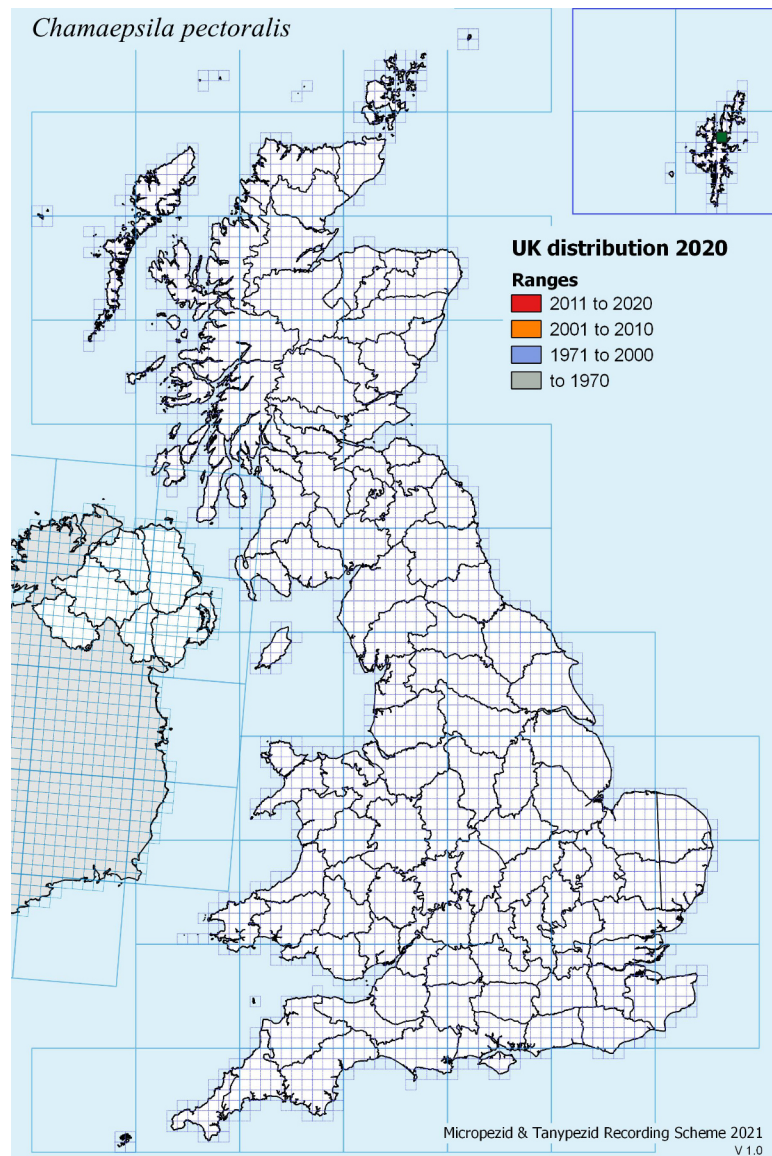 Chamaepsila pectoralis
UK distribution 2020
Ranges
2011 to 2020
2001 to 2010
1971 to 2000
to 1970
Micropezid & Tanypezid Recording Scheme 2021
V 1.0